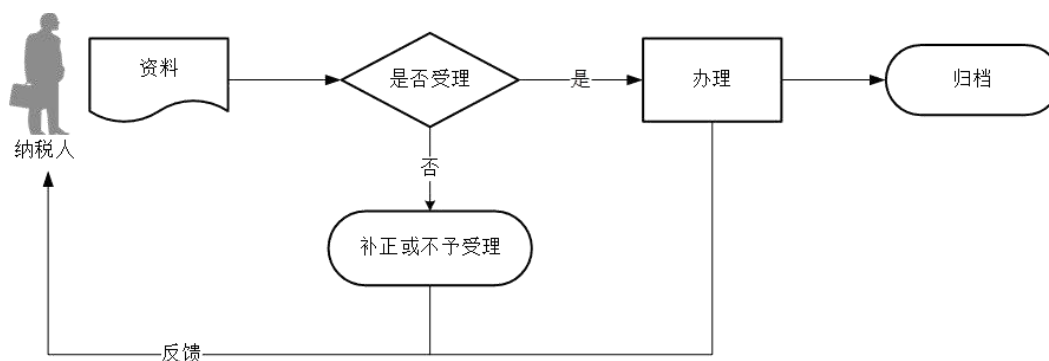 资料
是否受理
是
办理
归档
纳税人
否
补正或不予受理
反馈